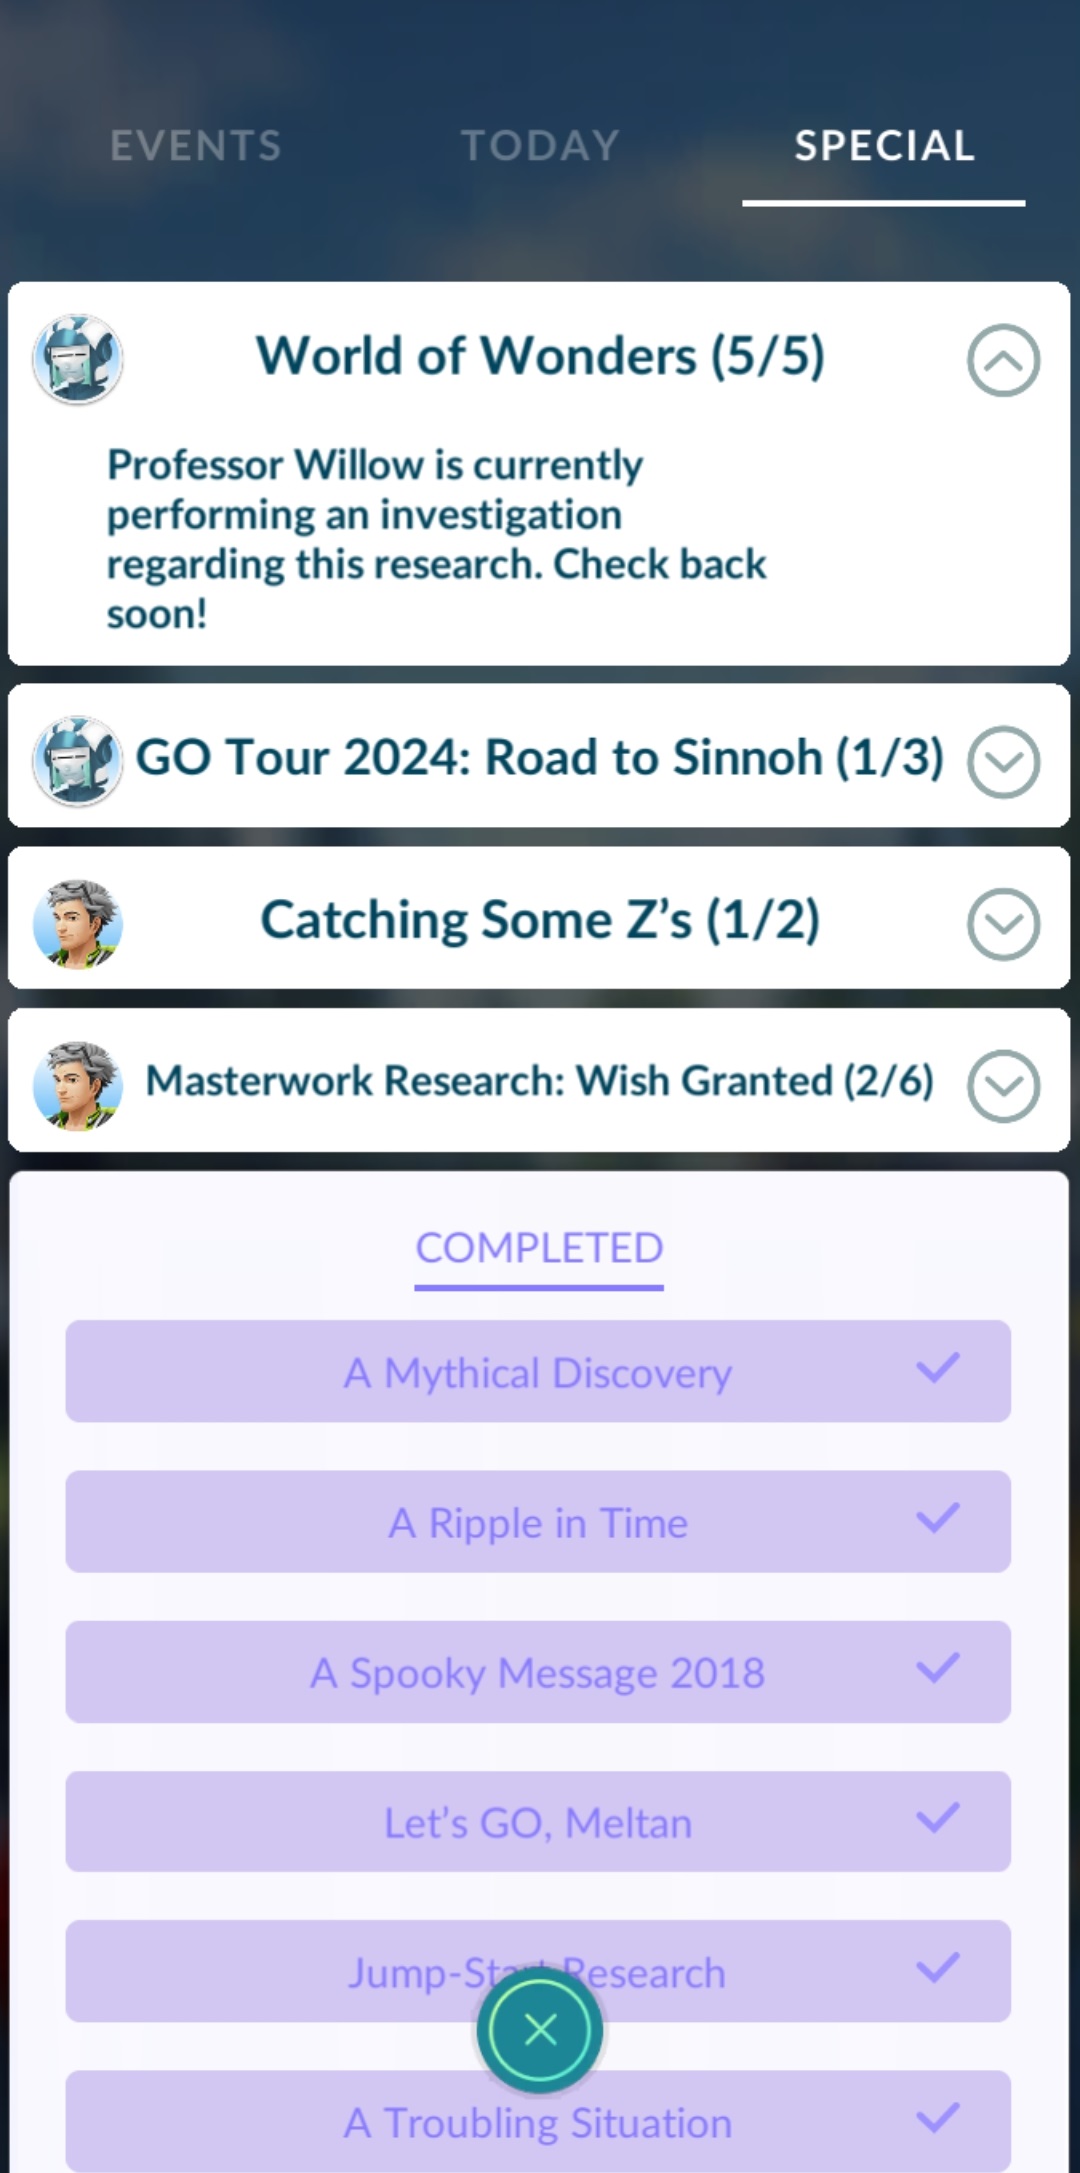 EVENTS
TODAY
SPECIAL
World of Wonders (5/5)
Professor Willow is currently
performing an investigation
regarding this research. Check back
soon!
GO Tour 2024: Road to Sinnoh (1/3)
Catching Some Z’s (1/2)
Masterwork Research: Wish Granted (2/6)
COMPLETED
A Mythical Discovery
A Ripple in Time
A Spooky Message 2018
Let’s GO, Meltan
Jump-Start Research
A Troubling Situation